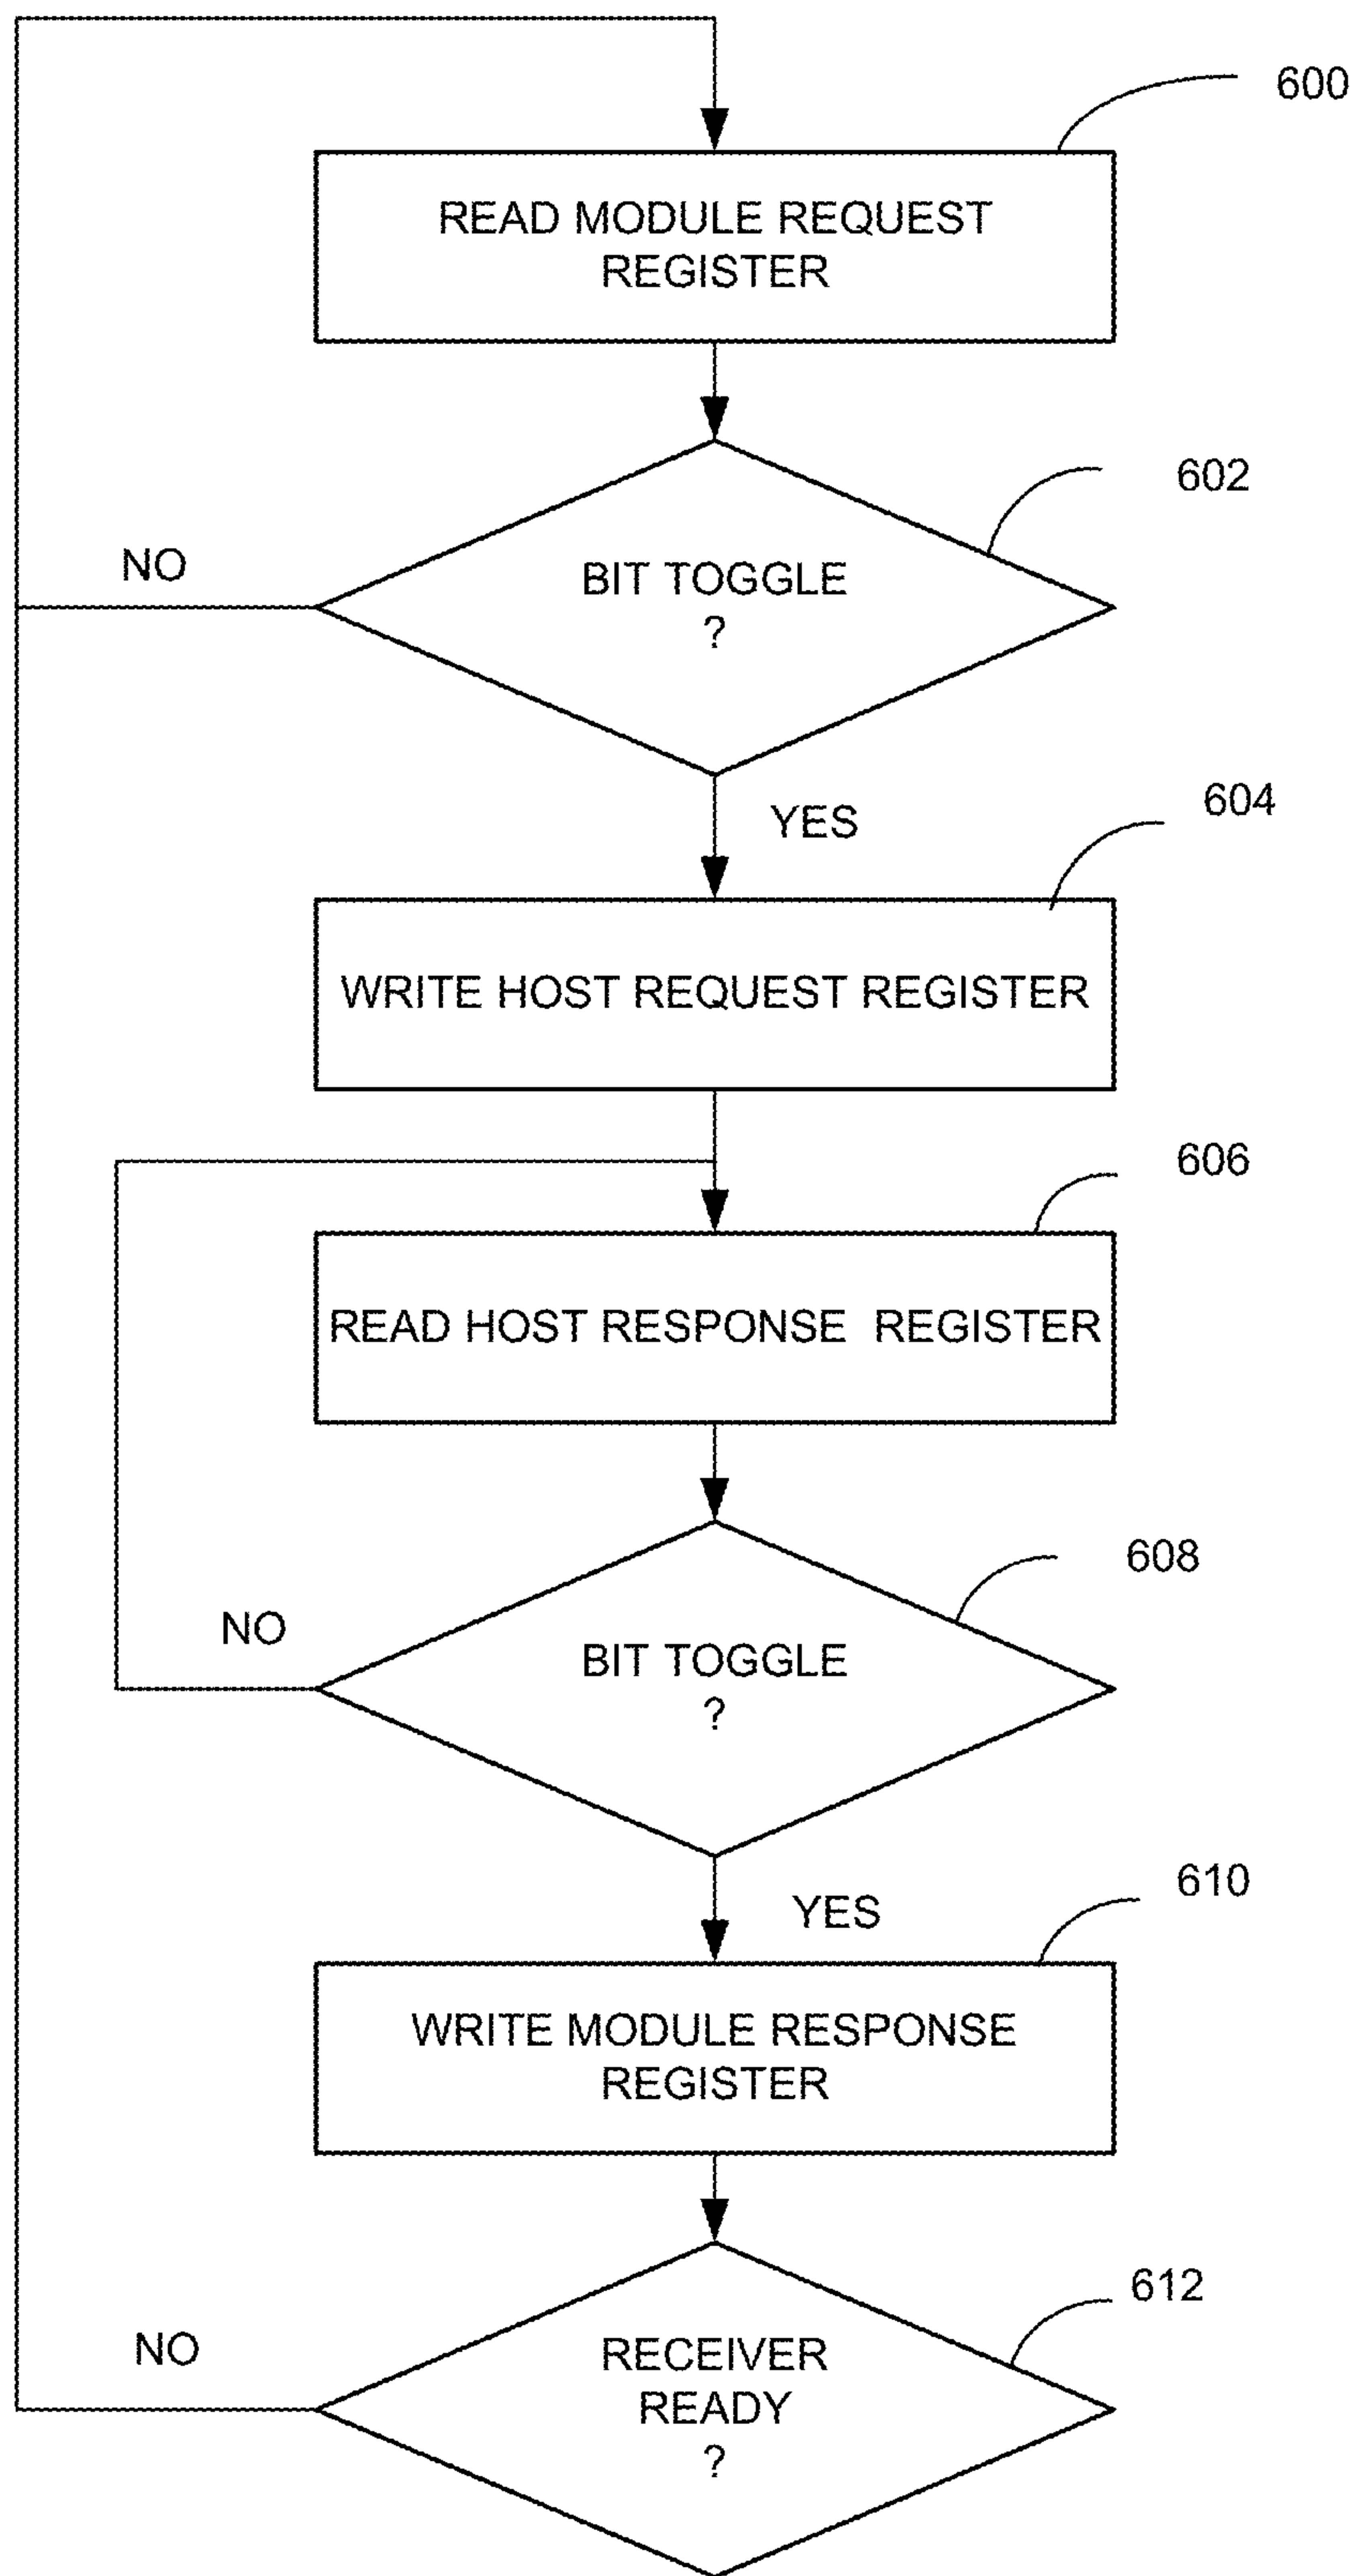 600
READ MODULE REQUEST
REGISTER
602
NO
BIT TOGGLE
?
YES
604
WRITE HOST REQUEST REGISTER
606
READ HOST RESPONSE REGISTER
608
NO
BIT TOGGLE
?
YES
610
WRITE MODULE RESPONSE
REGISTER
612
NO
RECEIVER
READY
?